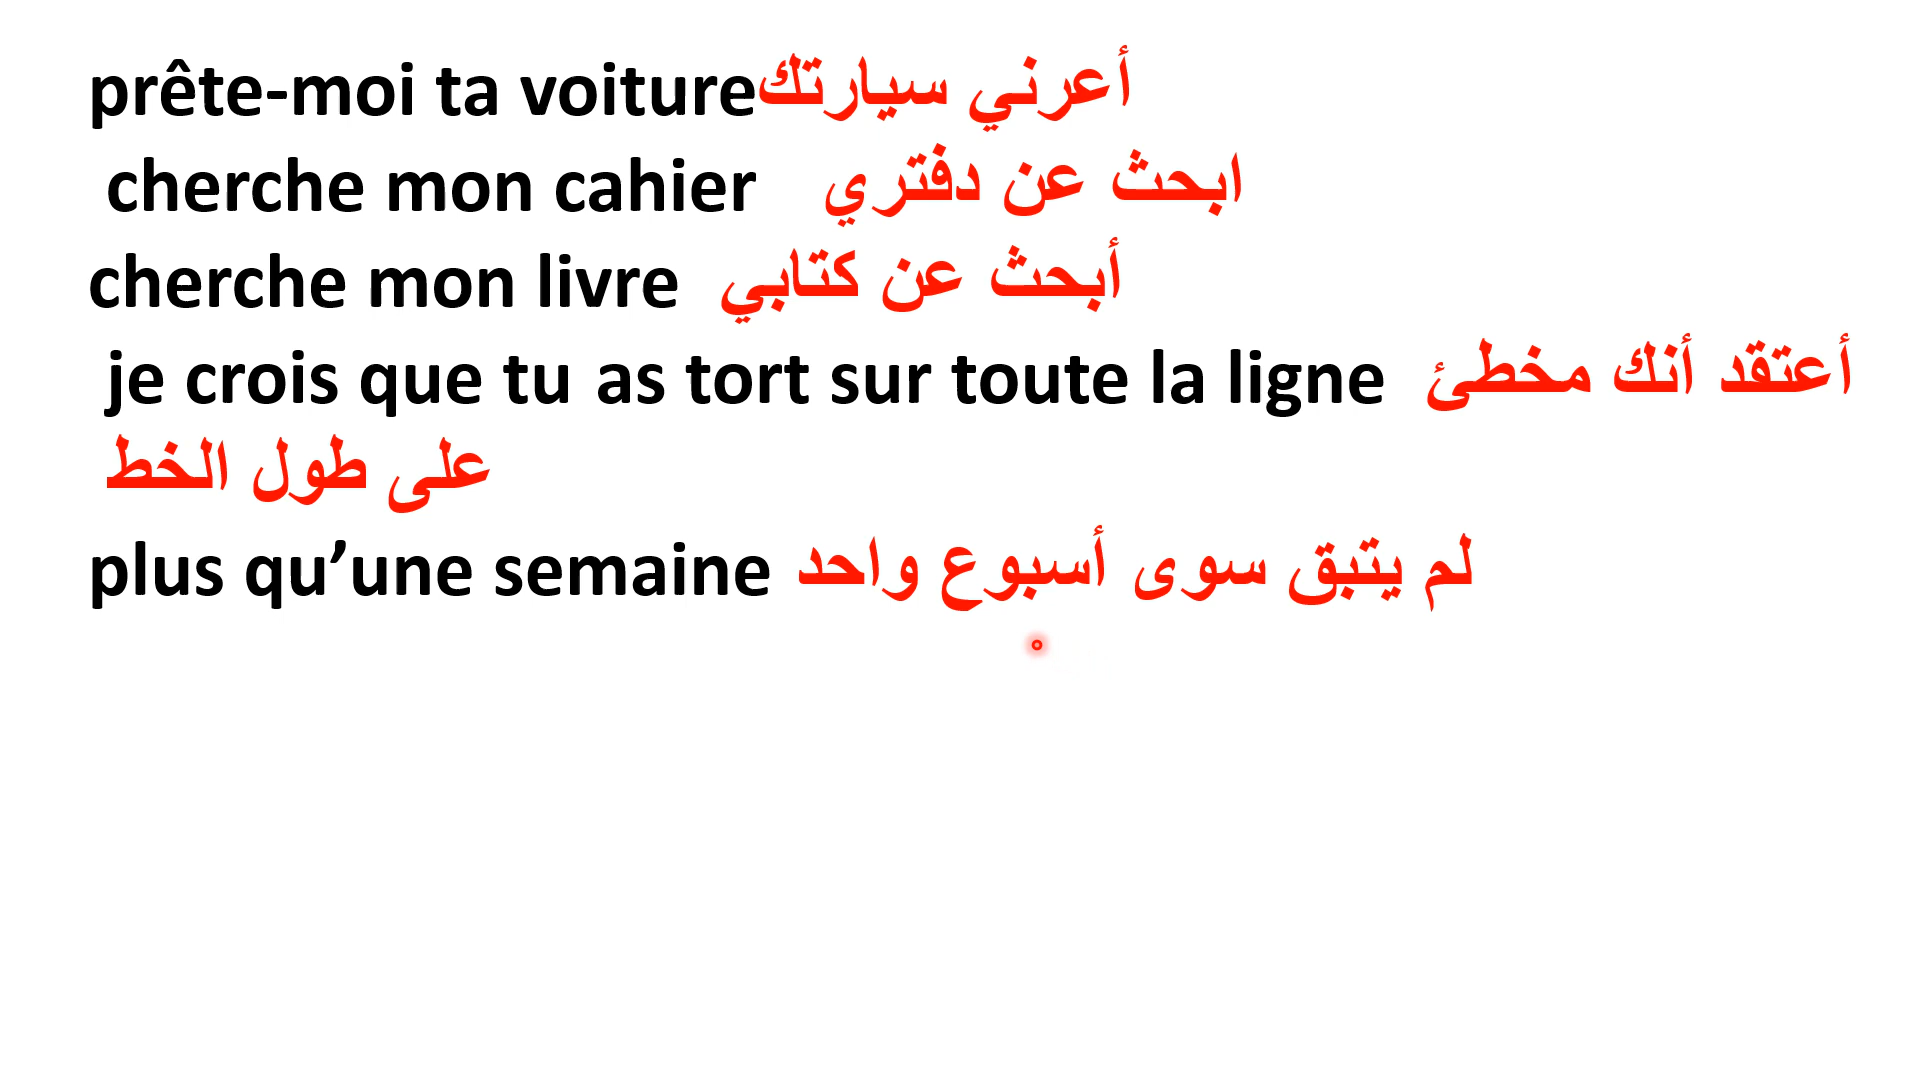 prête-moi ta voiture أعرني سيارتك
cherche mon cahier ابحث عن دفتري
cherche mon livre أبحث عن كتابي
je crois que tu as tort sur toute la ligne أعتقد أنك مخطئ
على طول الخط
plus qu’une semaine لم يتبق سوى أسبوع واحد